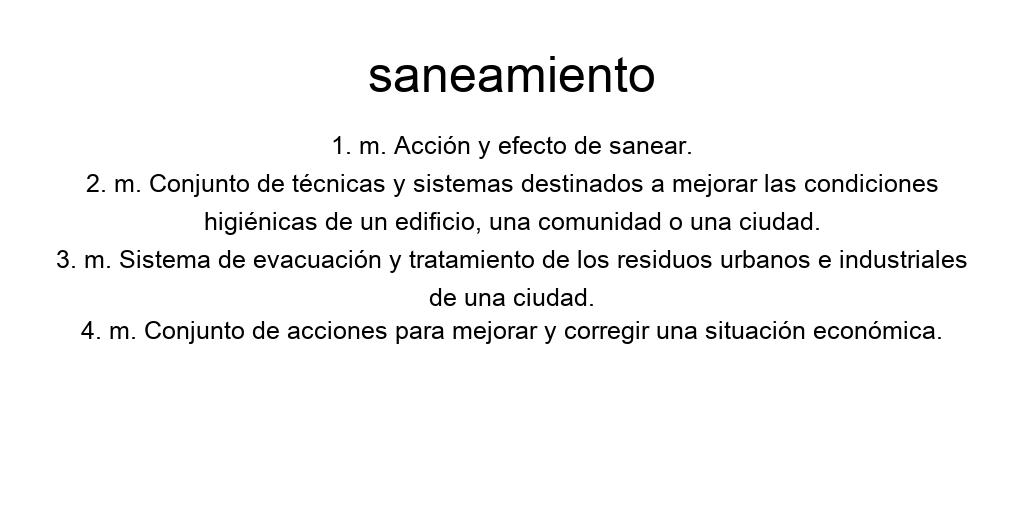 saneamiento
1. m. Acción y efecto de sanear.
2. m. Conjunto de técnicas y sistemas destinados a mejorar las condiciones
higiénicas de un edificio, una comunidad o una ciudad.
3. m. Sistema de evacuación y tratamiento de los residuos urbanos e industriales
de una ciudad.
4. m. Conjunto de acciones para mejorar y corregir una situación económica.